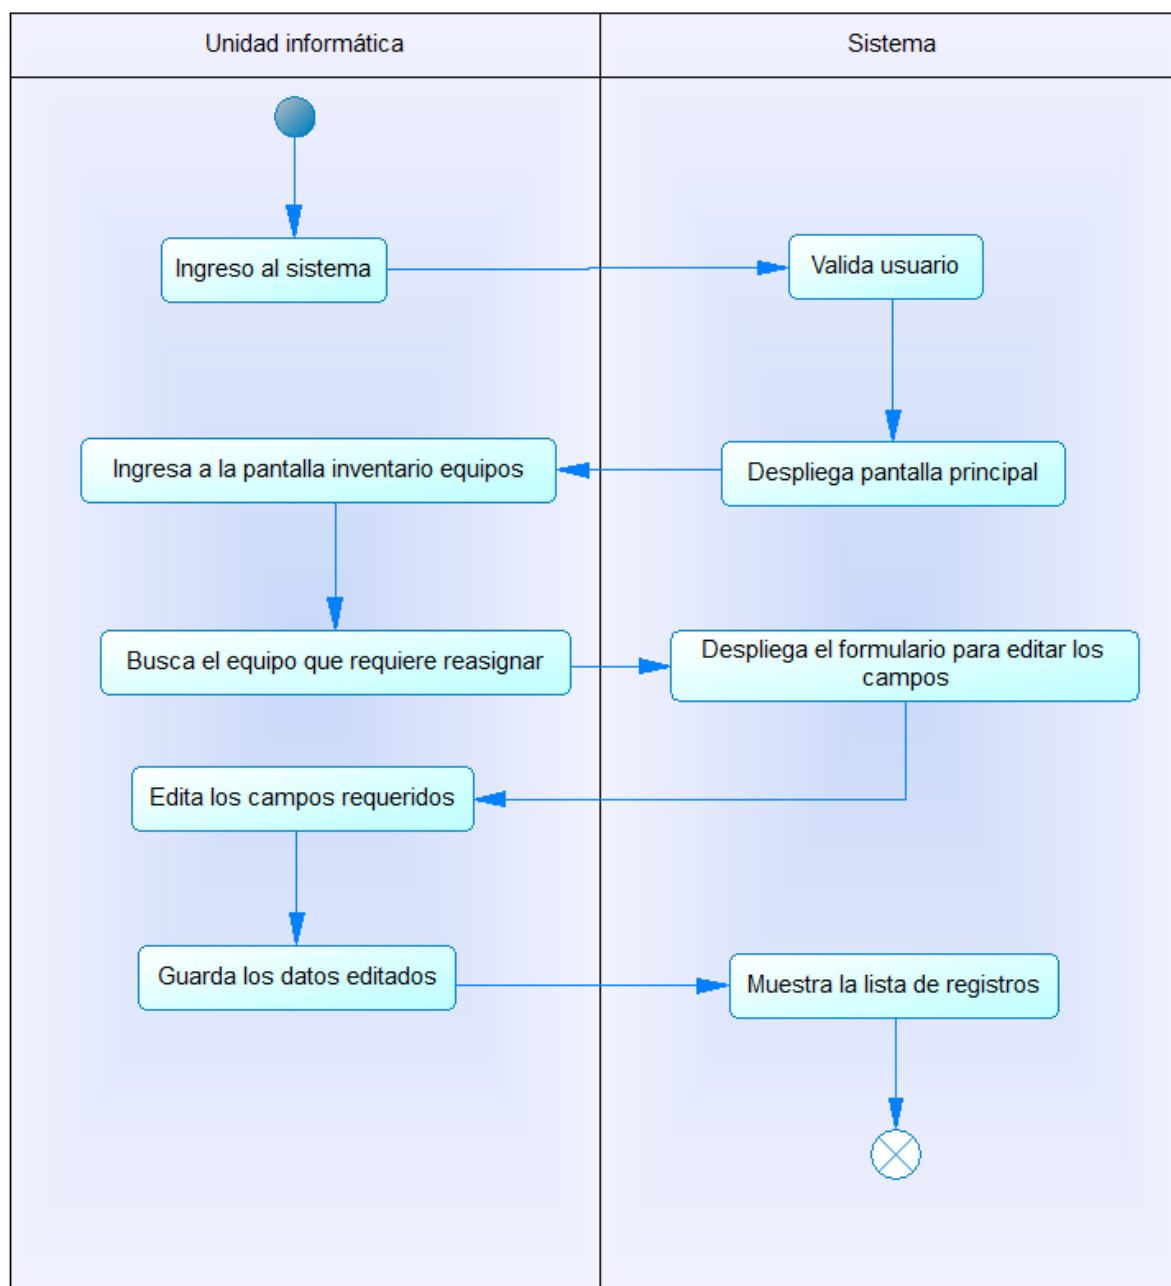 Unidad informática
Sistema
Ingreso al sistema
Valida usuario
Ingresa a la pantalla inventario equipos
Despliega pantalla principal
Busca el equipo que requiere reasignar
Despliega el formulario para editar los
campos
Edita los campos requeridos
Guarda los datos editados
Muestra la lista de registros